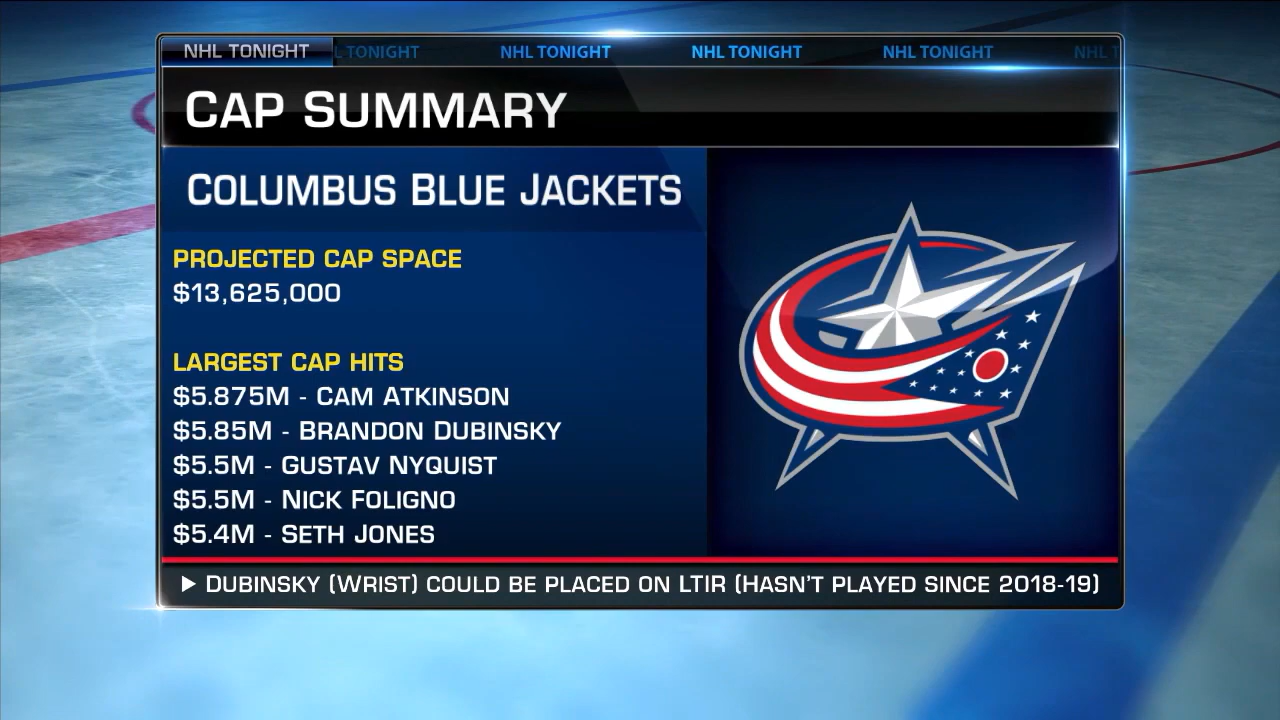 NHL TONIGHT L TONIGHT NHL TONIGHT NHL TONIGHT NHL TONIGHT NHL T
CAP SUMMARY
COLUMBUS BLUE JACKETS
PROJECTED CAP SPACE
$13,625,000
LARGEST CAP HITS
$5.875M - CAM ATKINSON
$5.85M - BRANDON DUBINSKY
$5.5M - GUSTAV NYQUIST
$5.5M - NICK FOLIGNO
$5.4M - SETH JONES
▶ DUBINSKY (WRIST) COULD BE PLACED ON LTIR (HASN'T PLAYED SINCE 2018-19)